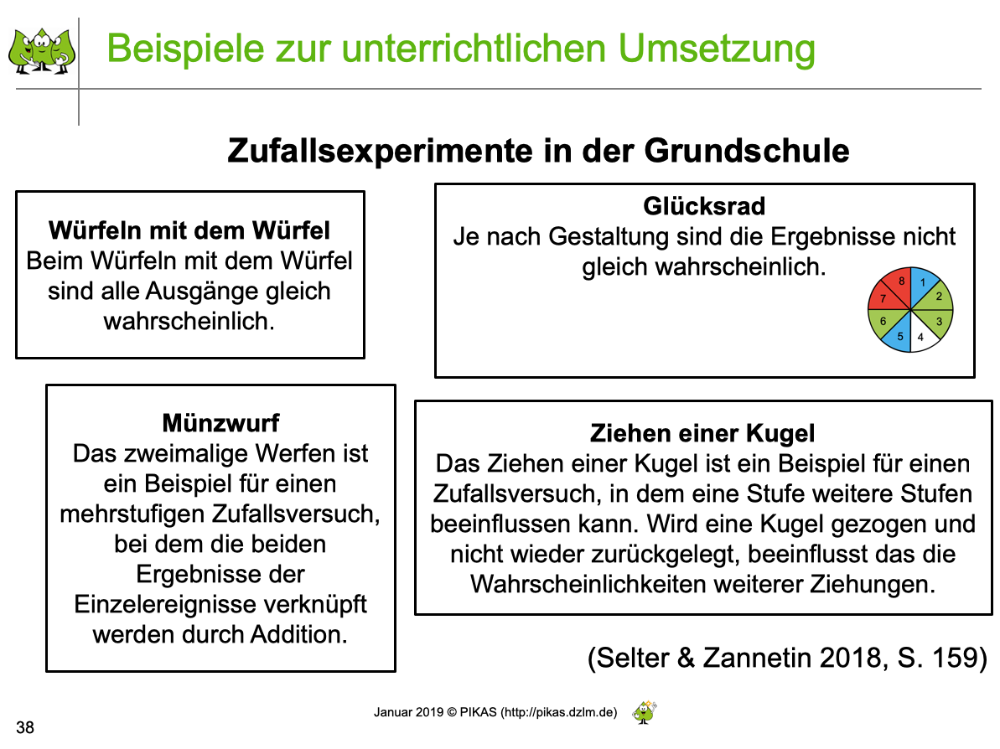 Beispiele zur unterrichtlichen Umsetzung
Zufallsexperimente in der Grundschule
Würfeln mit dem Würfel
Beim Würfeln mit dem Würfel
sind alle Ausgänge gleich
wahrscheinlich.
Glücksrad
Je nach Gestaltung sind die Ergebnisse nicht
gleich wahrscheinlich.
8 1
7 2
6 3
5 4
Münzwurf
Das zweimalige Werfen ist
ein Beispiel für einen
mehrstufigen Zufallsversuch,
bei dem die beiden
Ergebnisse der
Einzelereignisse verknüpft
werden durch Addition.
Ziehen einer Kugel
Das Ziehen einer Kugel ist ein Beispiel für einen
Zufallsversuch, in dem eine Stufe weitere Stufen
beeinflussen kann. Wird eine Kugel gezogen und
nicht wieder zurückgelegt, beeinflusst das die
Wahrscheinlichkeiten weiterer Ziehungen.
(Selter & Zannetin 2018, S. 159)
Januar 2019 © PIKAS (http://pikas.dzlm.de)
38